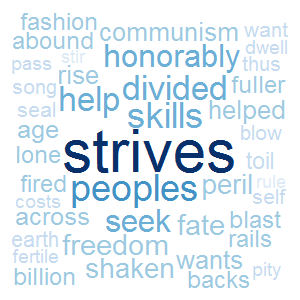 fashion communism want
abound stir honorably dwell
pass rise divided thus
song help skills fuller
seal helped
age blow
lone strives toil
fired peoples peril rule
costs self
across seek fate blast
earth freedom rails
fertile shaken wants
billion backs pity